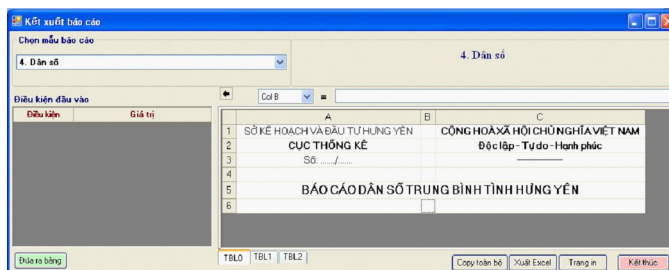 Kết xuất báo cáo
Chọn mẫu báo cáo
4. Dân số
4. Dân số
Điều kiện đầu vào
Col B =
Điều kiện Giá trị
A B C
1 SỞ KẾ HOẠCH VÀ ĐẦU TƯ HƯNG YÊN CỘNG HOÀ XÃ HỘI CHỦ NGHĨA VIỆT NAM
2 CỤC THỐNG KÊ Độc lập - Tự do - Hạnh phúc
3 Số: ....../......
4
5 BÁO CÁO DÂN SỐ TRUNG BÌNH TỈNH HƯNG YÊN
6
Đưa ra bảng
TBL0 TBL1 TBL2
Copy toàn bộ Xuất Excel Trang in Kết thúc